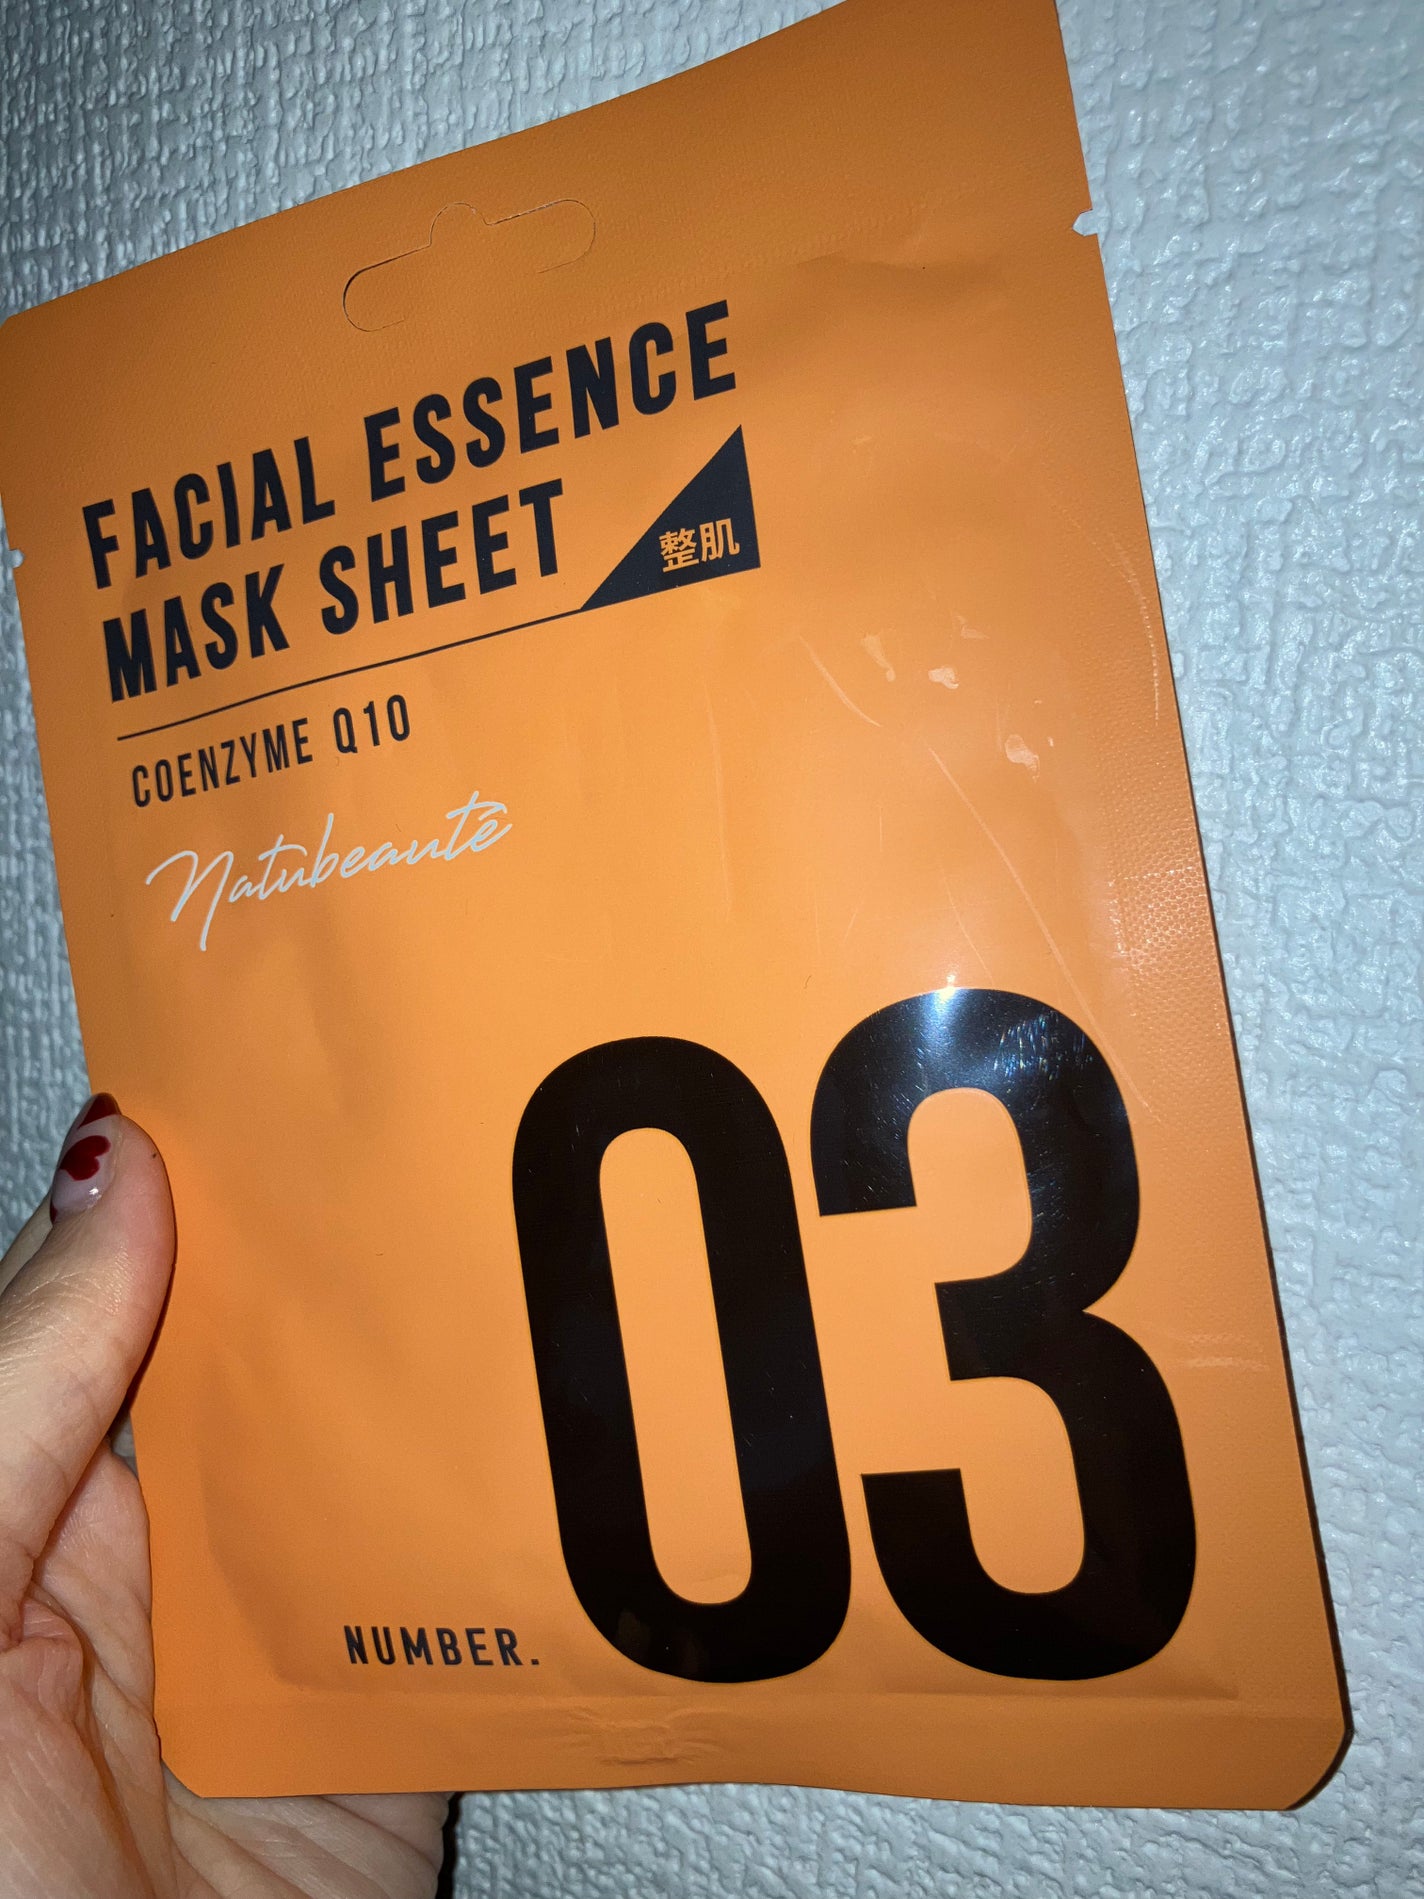 FACIAL ESSENCE
MASK SHEET
整肌
COENZYME Q10
Natubeauté
NUMBER.
03